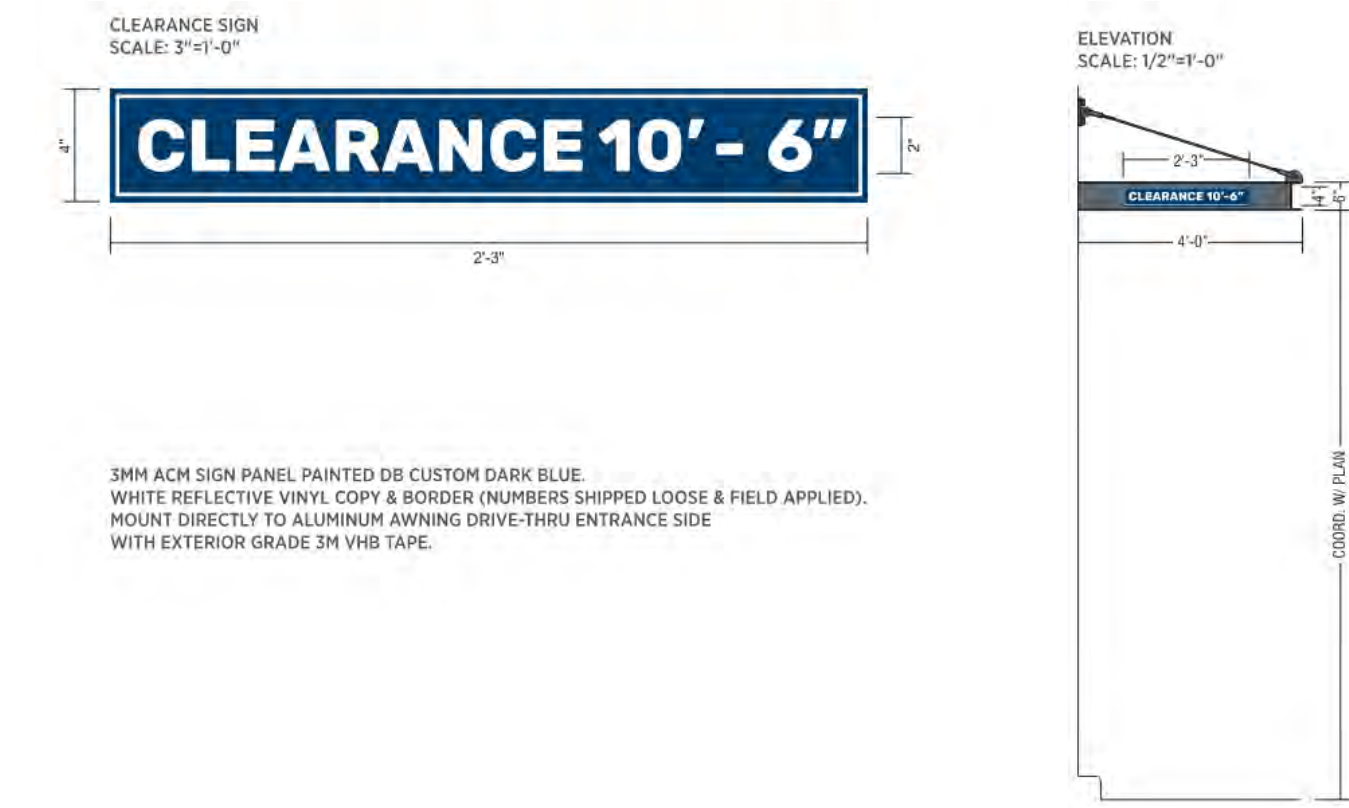 CLEARANCE SIGN
SCALE: 3"=1'-0"
4"
CLEARANCE 10' - 6"
2"
2'-3"
3MM ACM SIGN PANEL PAINTED DB CUSTOM DARK BLUE.
WHITE REFLECTIVE VINYL COPY & BORDER (NUMBERS SHIPPED LOOSE & FIELD APPLIED).
MOUNT DIRECTLY TO ALUMINUM AWNING DRIVE-THRU ENTRANCE SIDE
WITH EXTERIOR GRADE 3M VHB TAPE.
ELEVATION
SCALE: 1/2"=1'-0"
2'-3"
CLEARANCE 10'-6"
4"
6"
4'-0"
COORD. W/ PLAN